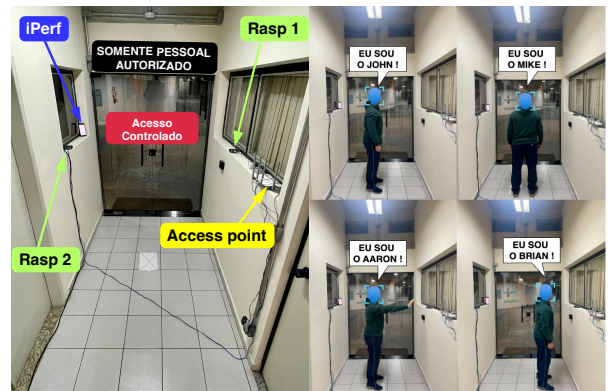 iPerf
Rasp 1
SOMENTE PESSOAL
AUTORIZADO
Acesso
Controlado
Access point
Rasp 2
EU SOU
O JOHN !
EU SOU
O MIKE !
EU SOU
O AARON !
EU SOU
O BRIAN !